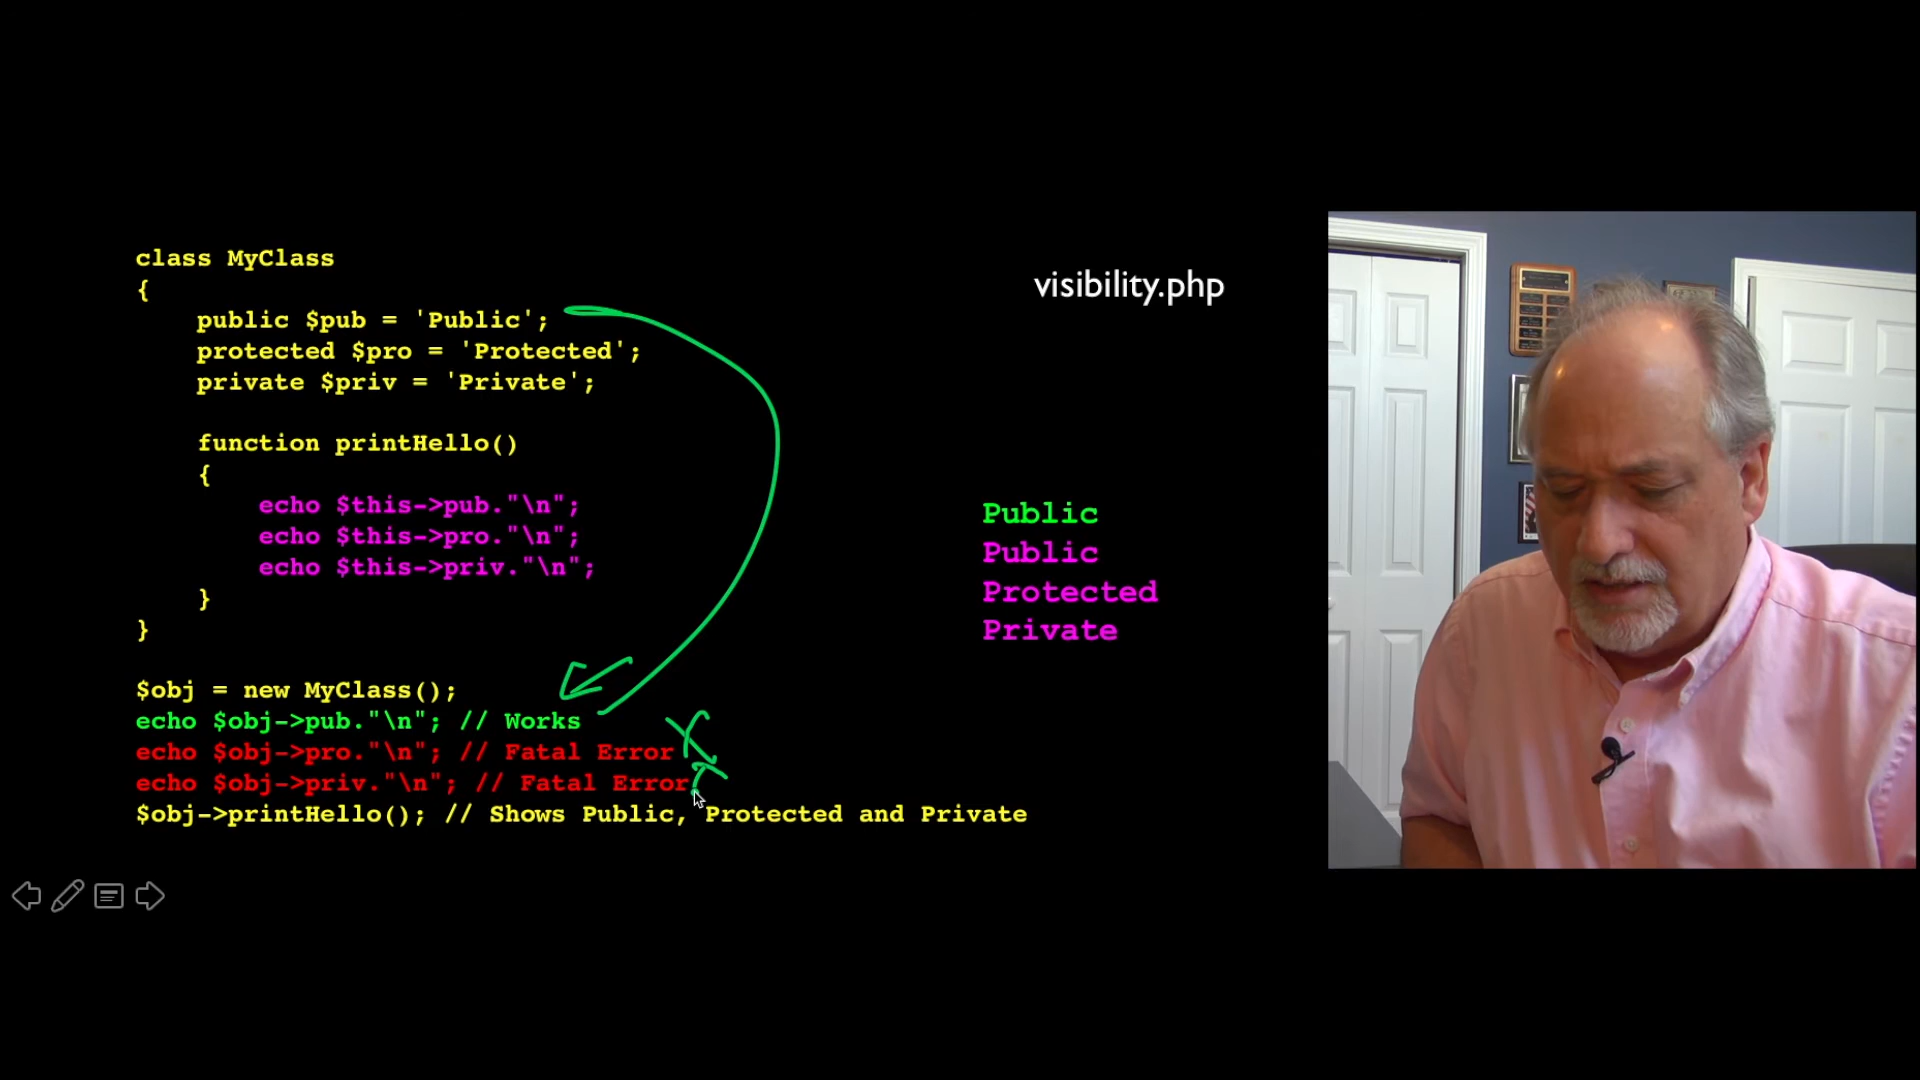 class MyClass
{
    public $pub = 'Public';
    protected $pro = 'Protected';
    private $priv = 'Private';
    function printHello()
    {
        echo $this->pub."\n";
        echo $this->pro."\n";
        echo $this->priv."\n";
    }
}
$obj = new MyClass();
echo $obj->pub."\n"; // Works
echo $obj->pro."\n"; // Fatal Error
echo $obj->priv."\n"; // Fatal Error
$obj->printHello(); // Shows Public, Protected and Private
visibility.php
Public
Public
Protected
Private